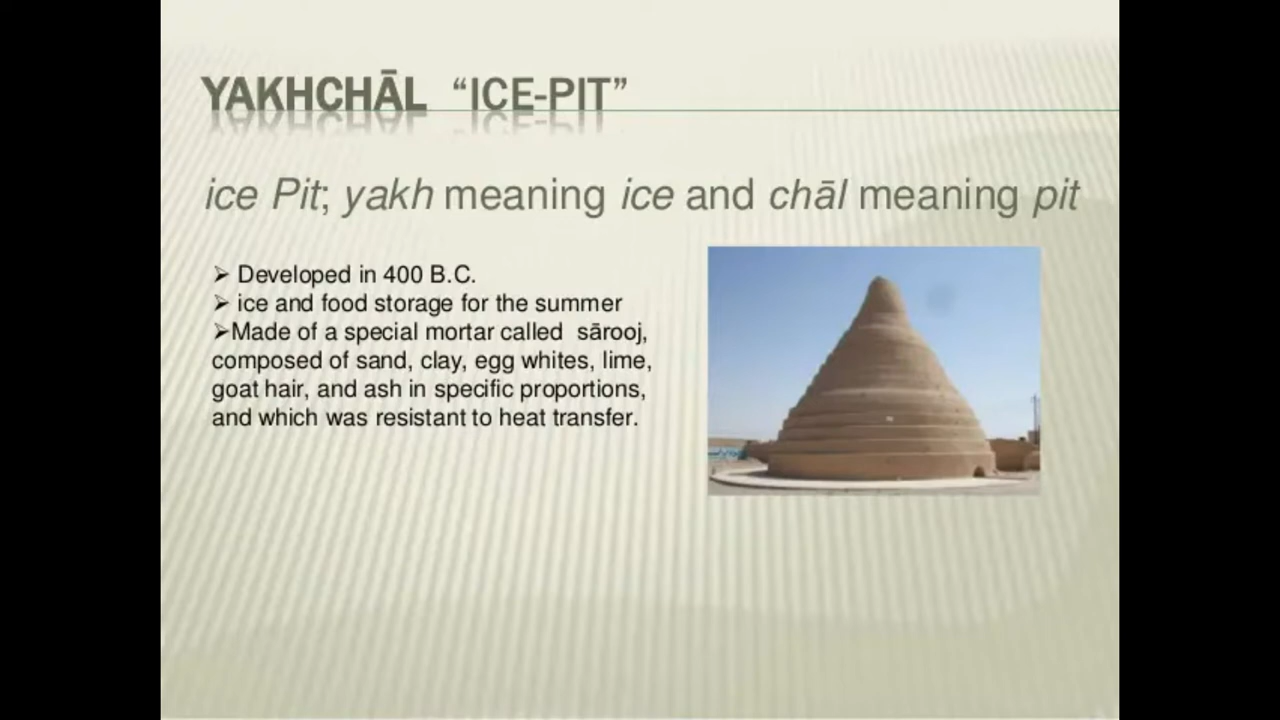 YAKHCHĀL “ICE-PIT”
ice Pit; yakh meaning ice and chāl meaning pit
➢ Developed in 400 B.C.
➢ ice and food storage for the summer
➢Made of a special mortar called sārooj,
composed of sand, clay, egg whites, lime,
goat hair, and ash in specific proportions,
and which was resistant to heat transfer.